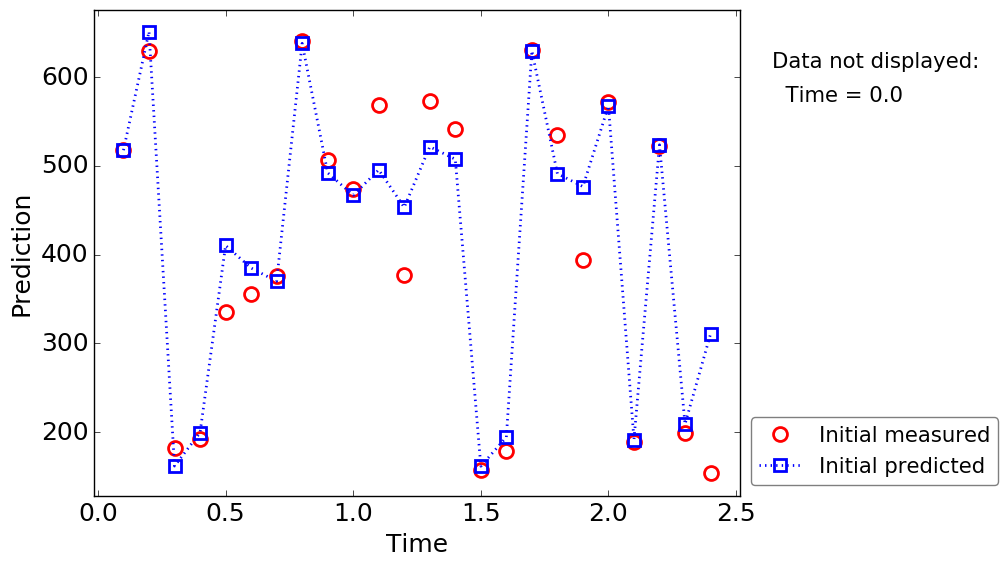 600
500
400
300
200
Prediction
0.0 0.5 1.0 1.5 2.0 2.5
Time
Data not displayed:
Time = 0.0
Initial measured
Initial predicted